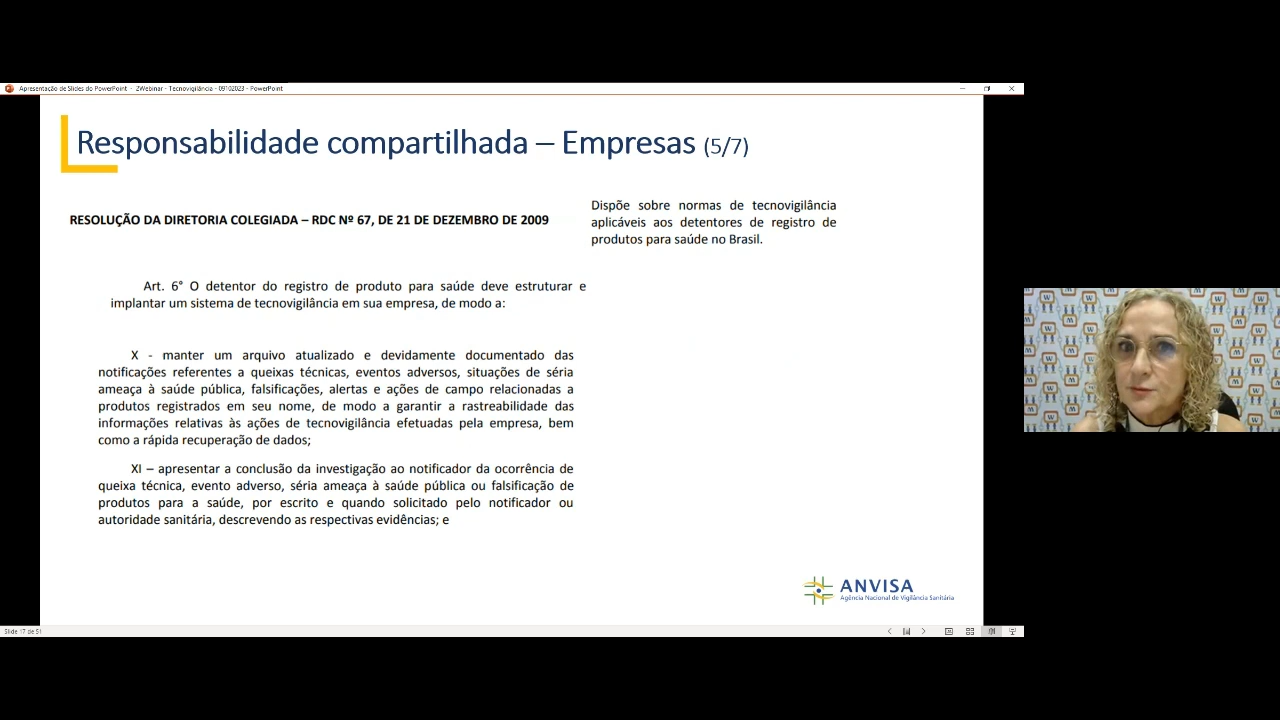 Apresentação de Slides do PowerPoint - 2Webinar - Tecnovigilância - 09102023 - PowerPoint
Responsabilidade compartilhada – Empresas (5/7)
RESOLUÇÃO DA DIRETORIA COLEGIADA – RDC Nº 67, DE 21 DE DEZEMBRO DE 2009
Dispõe sobre normas de tecnovigilância
aplicáveis aos detentores de registro de
produtos para saúde no Brasil.
Art. 6° O detentor do registro de produto para saúde deve estruturar e
implantar um sistema de tecnovigilância em sua empresa, de modo a:
X - manter um arquivo atualizado e devidamente documentado das
notificações referentes a queixas técnicas, eventos adversos, situações de séria
ameaça à saúde pública, falsificações, alertas e ações de campo relacionadas a
produtos registrados em seu nome, de modo a garantir a rastreabilidade das
informações relativas às ações de tecnovigilância efetuadas pela empresa, bem
como a rápida recuperação de dados;
XI – apresentar a conclusão da investigação ao notificador da ocorrência de
queixa técnica, evento adverso, séria ameaça à saúde pública ou falsificação de
produtos para a saúde, por escrito e quando solicitado pelo notificador ou
autoridade sanitária, descrevendo as respectivas evidências; e
ANVISA
Agência Nacional de Vigilância Sanitária
Slide 17 de 51